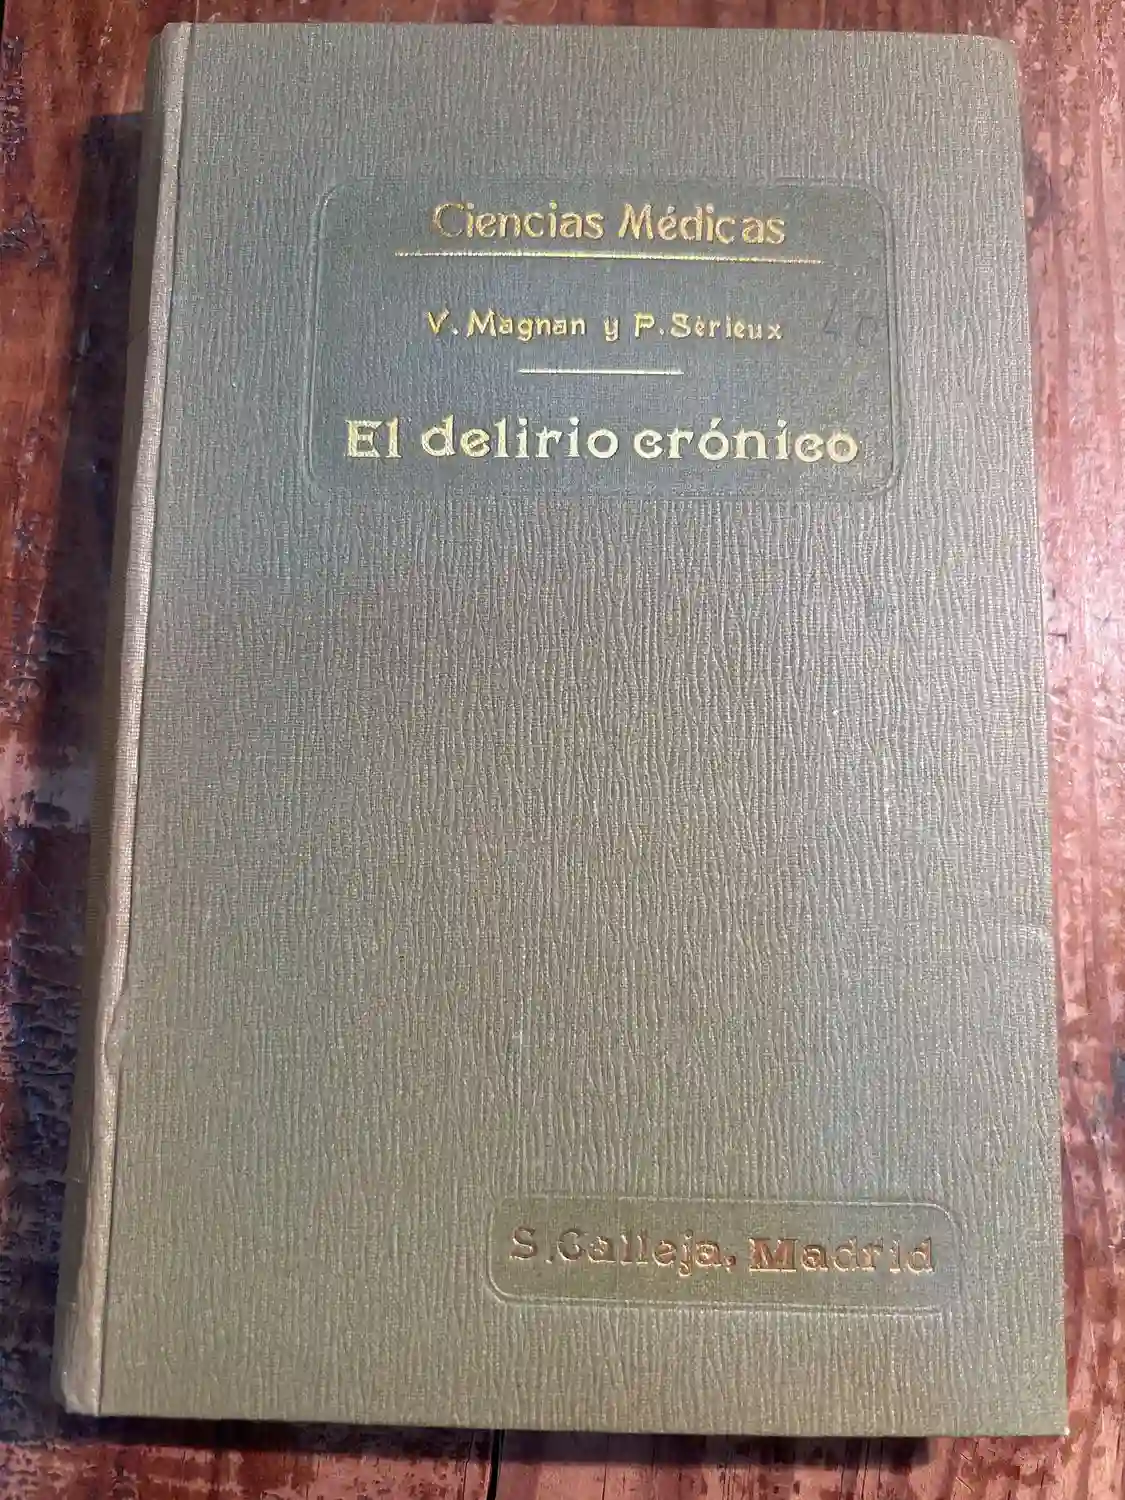 Ciencias Médicas
V. Magnan y P. Sérieux
El delirio crónico
S. Calleja. Madrid